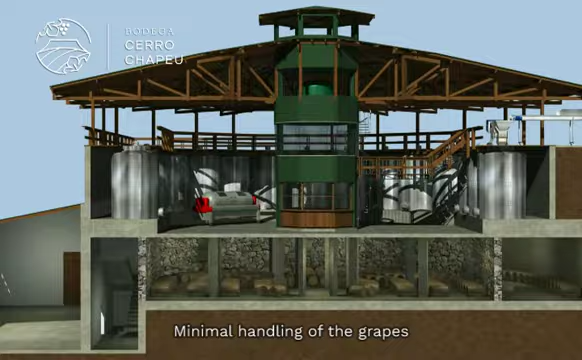 BODEGA
CERRO
CHAPEU
Minimal handling of the grapes